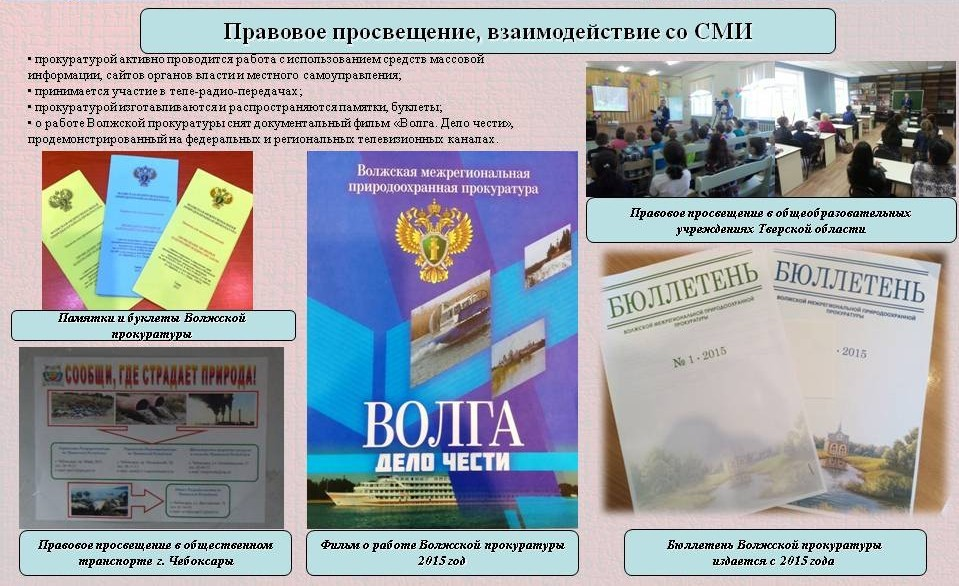 Правовое просвещение, взаимодействие со СМИ
• прокуратурой активно проводится работа с использованием средств массовой
информации, сайтов органов власти и местного самоуправления;
• принимается участие в теле-радио-передачах;
• прокуратурой изготавливаются и распространяются памятки, буклеты;
• о работе Волжской прокуратуры снят документальный фильм «Волга. Дело чести»,
продемонстрированный на федеральных и региональных телевизионных каналах.
Правовое просвещение в общеобразовательных
учреждениях Тверской области
Памятки и буклеты Волжской
прокуратуры
СООБЩИ, ГДЕ СТРАДАЕТ ПРИРОДА!
Правовое просвещение в общественном
транспорте г. Чебоксары
Волжская межрегиональная
природоохранная прокуратура
ВОЛГА
ДЕЛО ЧЕСТИ
Фильм о работе Волжской прокуратуры
2015 год
БЮЛЛЕТЕНЬ
ВОЛЖСКОЙ МЕЖРЕГИОНАЛЬНОЙ ПРИРОДООХРАННОЙ
ПРОКУРАТУРЫ
№ 1 · 2015
БЮЛЛЕТЕНЬ
ВОЛЖСКОЙ МЕЖРЕГИОНАЛЬНОЙ ПРИРОДООХРАННОЙ
ПРОКУРАТУРЫ
· 2015
Бюллетень Волжской прокуратуры
издается с 2015 года